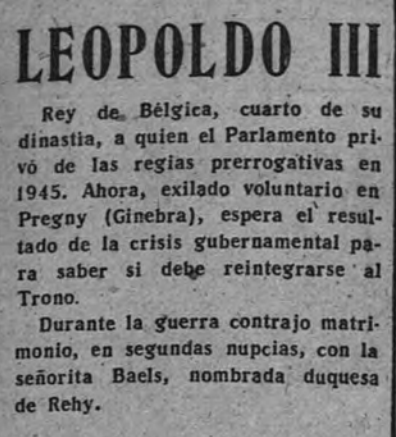 LEOPOLDO III
Rey de Bélgica, cuarto de su
dinastia, a quien el Parlamento pri-
vó de las regias prerrogativas en
1945. Ahora, exilado voluntario en
Pregny (Ginebra), espera el resul-
tado de la crisis gubernamental pa-
ra saber si debe reintegrarse al
Trono.
Durante la guerra contrajo matri-
monio, en segundas nupcias, con la
señorita Baels, nombrada duquesa
de Rehy.